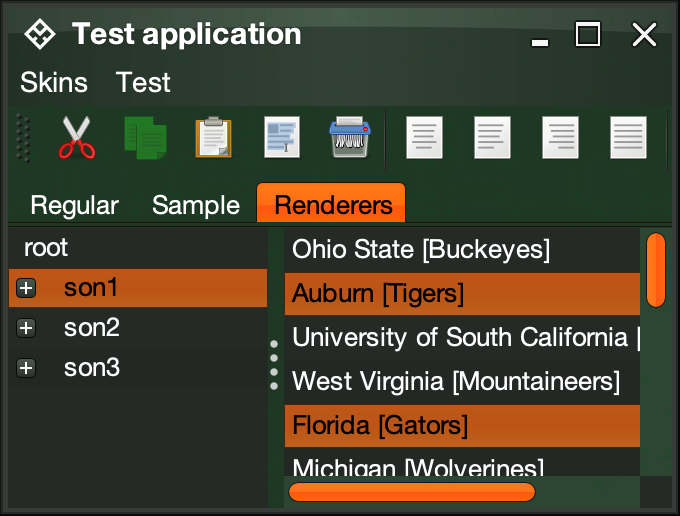 Test application
Skins Test
Regular Sample Renderers
root
son1
son2
son3
Ohio State [Buckeyes]
Auburn [Tigers]
University of South California [
West Virginia [Mountaineers]
Florida [Gators]
Michigan [Wolverines]